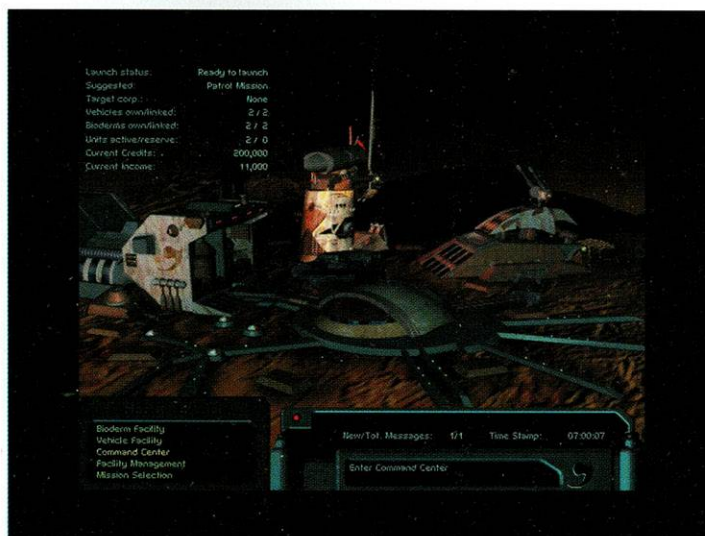 Launch status: Ready to launch
Suggested: Patrol Mission
Target corp.: None
Vehicles own/linked: 2 / 2
Bioderms own/linked: 2 / 2
Units active/reserve: 2 / 0
Current Credits: 200,000
Current Income: 11,000
Bioderm Facility
Vehicle Facility
Command Center
Facility Management
Mission Selection
New/Tot. Messages: 1/1 Time Stamp: 07:00:07
Enter Command Center